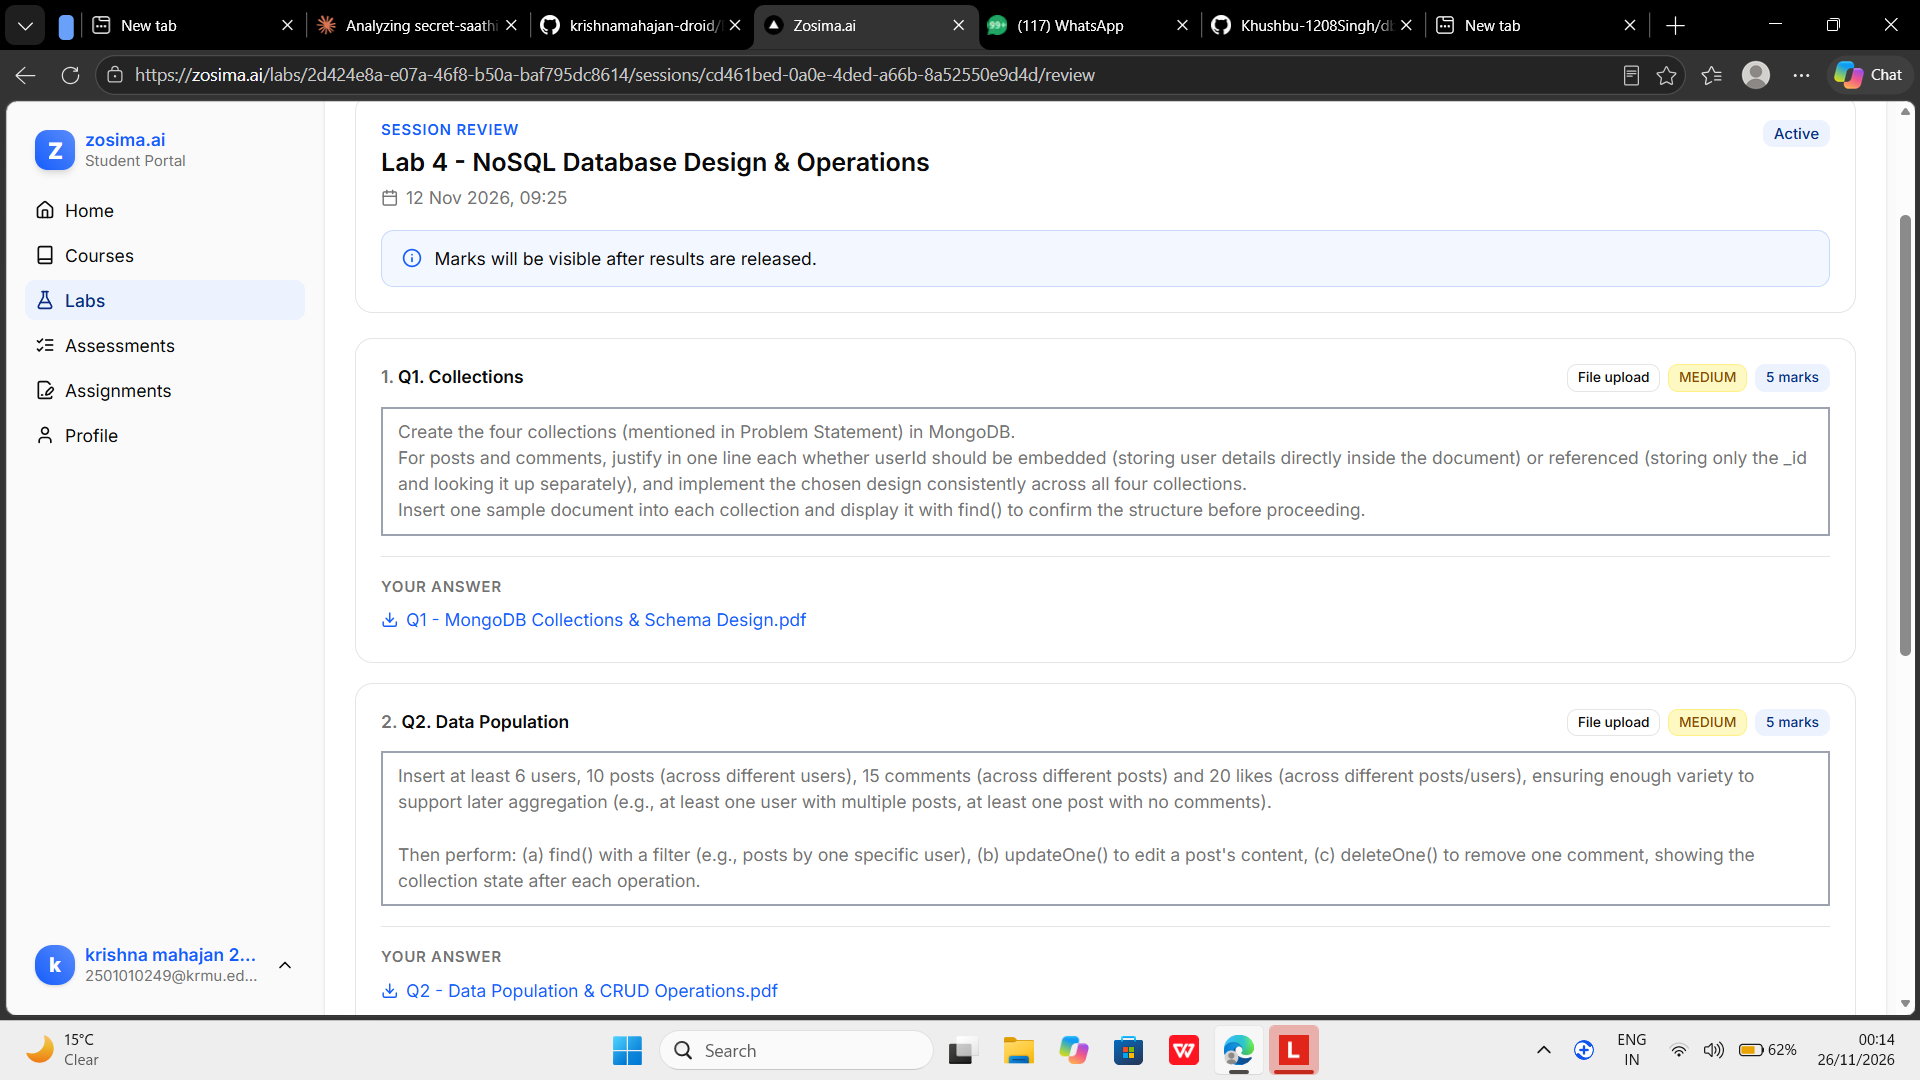 New tab
Analyzing secret-saathi
krishnamahajan-droid/
Zosima.ai
(117) WhatsApp
Khushbu-1208Singh/db
New tab
https://zosima.ai/labs/2d424e8a-e07a-46f8-b50a-baf795dc8614/sessions/cd461bed-0a0e-4ded-a66b-8a52550e9d4d/review
Chat
Z
zosima.ai
Student Portal
Home
Courses
Labs
Assessments
Assignments
Profile
k
krishna mahajan 2...
2501010249@krmu.ed...
SESSION REVIEW
Active
Lab 4 - NoSQL Database Design & Operations
12 Nov 2026, 09:25
Marks will be visible after results are released.
1. Q1. Collections
File upload
MEDIUM
5 marks
Create the four collections (mentioned in Problem Statement) in MongoDB.
For posts and comments, justify in one line each whether userId should be embedded (storing user details directly inside the document) or referenced (storing only the _id
and looking it up separately), and implement the chosen design consistently across all four collections.
Insert one sample document into each collection and display it with find() to confirm the structure before proceeding.
YOUR ANSWER
Q1 - MongoDB Collections & Schema Design.pdf
2. Q2. Data Population
File upload
MEDIUM
5 marks
Insert at least 6 users, 10 posts (across different users), 15 comments (across different posts) and 20 likes (across different posts/users), ensuring enough variety to
support later aggregation (e.g., at least one user with multiple posts, at least one post with no comments).
Then perform: (a) find() with a filter (e.g., posts by one specific user), (b) updateOne() to edit a post's content, (c) deleteOne() to remove one comment, showing the
collection state after each operation.
YOUR ANSWER
Q2 - Data Population & CRUD Operations.pdf
15°C
Clear
Search
W
L
ENG
IN
62%
00:14
26/11/2026